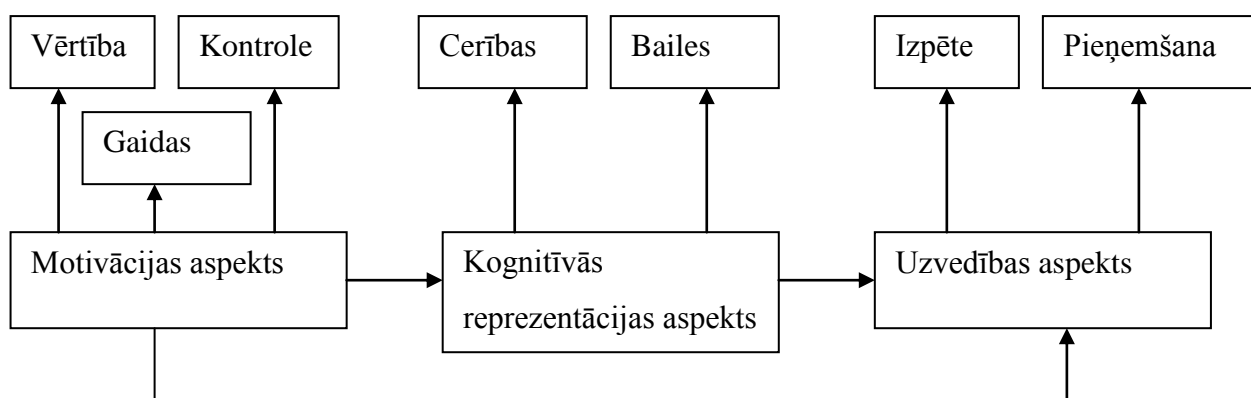 Vērtība
Kontrole
Cerības
Bailes
Izpēte
Pieņemšana
Gaidas
Motivācijas aspekts
Kognitīvās
reprezentācijas aspekts
Uzvedības aspekts